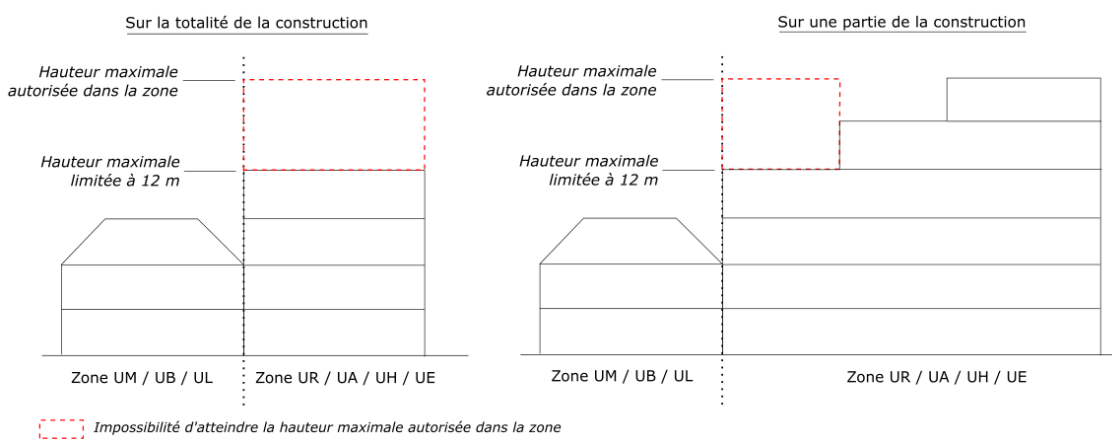 Sur la totalité de la construction
Hauteur maximale
autorisée dans la zone
Hauteur maximale
limitée à 12 m
Zone UM / UB / UL
Zone UR / UA / UH / UE
Sur une partie de la construction
Hauteur maximale
autorisée dans la zone
Hauteur maximale
limitée à 12 m
Zone UM / UB / UL
Zone UR / UA / UH / UE
Impossibilité d'atteindre la hauteur maximale autorisée dans la zone